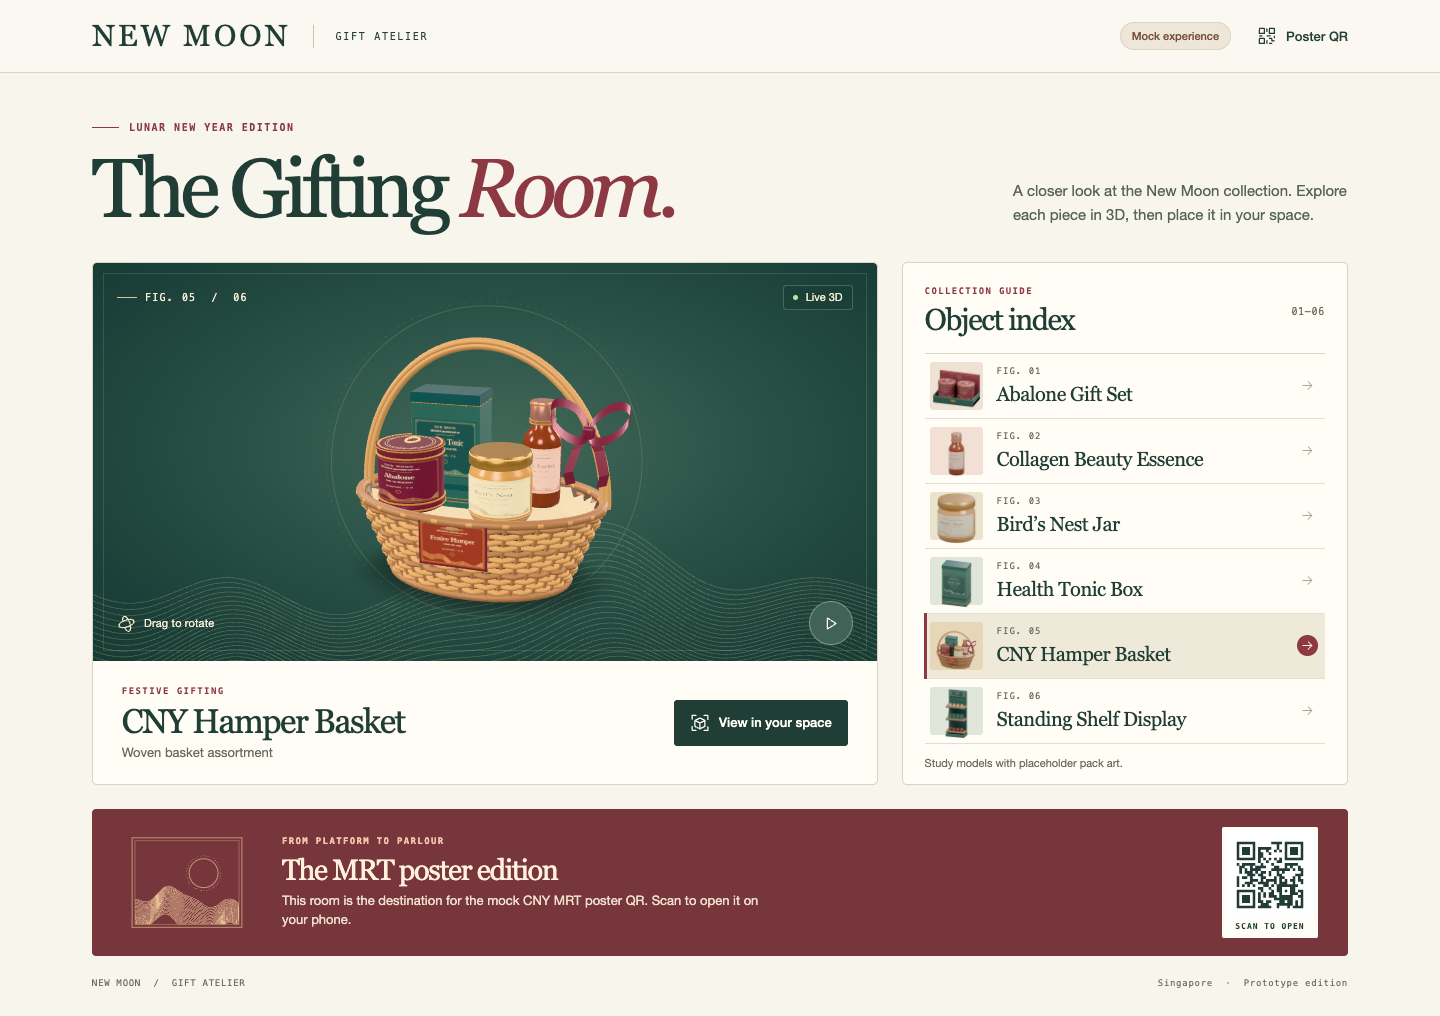 NEW MOON
GIFT ATELIER
Mock experience
Poster QR
LUNAR NEW YEAR EDITION
The Gifting Room.
A closer look at the New Moon collection. Explore
each piece in 3D, then place it in your space.
FIG. 05 / 06
Live 3D
Tonic
Abalone
Bird's Nest
Festive Hamper
Drag to rotate
FESTIVE GIFTING
CNY Hamper Basket
Woven basket assortment
View in your space
COLLECTION GUIDE
Object index
01—06
FIG. 01
Abalone Gift Set
FIG. 02
Collagen Beauty Essence
FIG. 03
Bird’s Nest Jar
FIG. 04
Health Tonic Box
FIG. 05
CNY Hamper Basket
FIG. 06
Standing Shelf Display
Study models with placeholder pack art.
FROM PLATFORM TO PARLOUR
The MRT poster edition
This room is the destination for the mock CNY MRT poster QR. Scan to open it on
your phone.
SCAN TO OPEN
NEW MOON / GIFT ATELIER
Singapore · Prototype edition